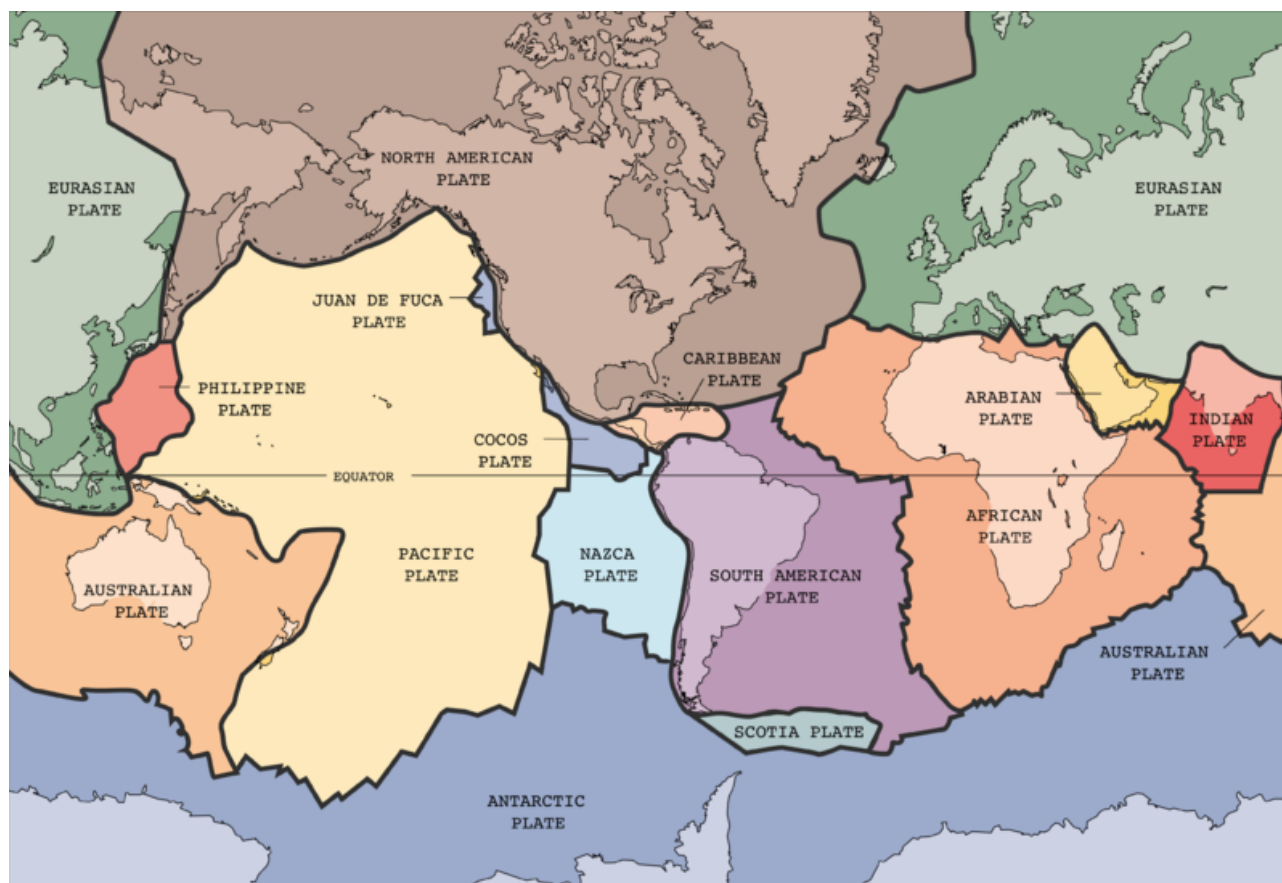 NORTH AMERICAN
PLATE
EURASIAN
PLATE
EURASIAN
PLATE
JUAN DE FUCA
PLATE
CARIBBEAN
PLATE
PHILIPPINE
PLATE
ARABIAN
PLATE
INDIAN
PLATE
COCOS
PLATE
EQUATOR
AFRICAN
PLATE
PACIFIC
PLATE
NAZCA
PLATE
SOUTH AMERICAN
PLATE
AUSTRALIAN
PLATE
AUSTRALIAN
PLATE
SCOTIA PLATE
ANTARCTIC
PLATE